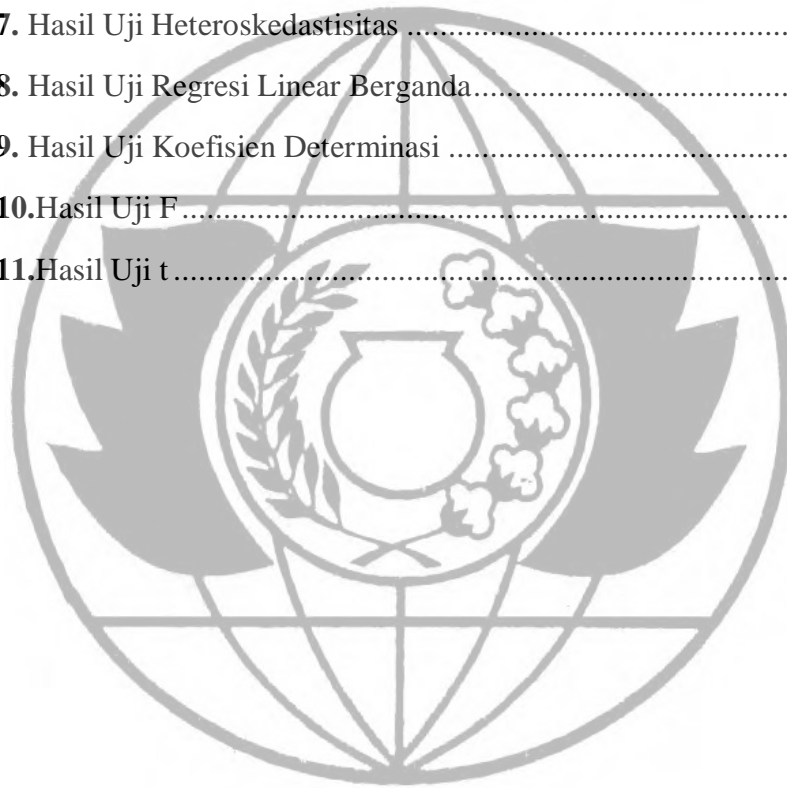 7. Hasil Uji Heteroskedastisitas ................................................
8. Hasil Uji Regresi Linear Berganda........................................
9. Hasil Uji Koefisien Determinasi ..........................................
10.Hasil Uji F..............................................................................
11.Hasil Uji t...............................................................................